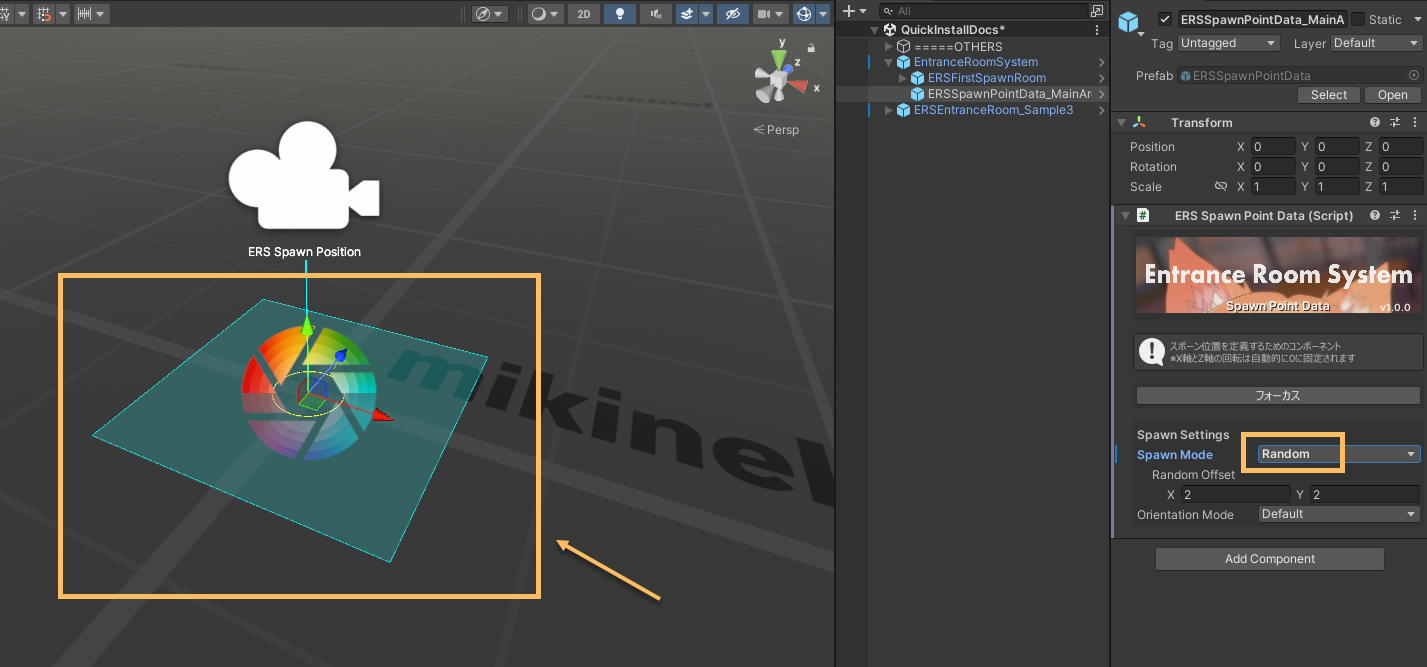 2D
y
z
x
Persp
ERS Spawn Position
mikineV
All
QuickInstallDocs*
=====OTHERS
EntranceRoomSystem
ERSFirstSpawnRoom
ERSSpawnPointData_MainAr
ERSEntranceRoom_Sample3
ERSSpawnPointData_MainA
Static
Tag Untagged Layer Default
Prefab ERSSpawnPointData
Select Open
Transform
Position X 0 Y 0 Z 0
Rotation X 0 Y 0 Z 0
Scale X 1 Y 1 Z 1
# ERS Spawn Point Data (Script)
Entrance Room System
Spawn Point Data
v1.0.0
スポーン位置を定義するためのコンポーネント
※X軸とZ軸の回転は自動的に0に固定されます
フォーカス
Spawn Settings
Spawn Mode Random
Random Offset
X 2 Y 2
Orientation Mode Default
Add Component